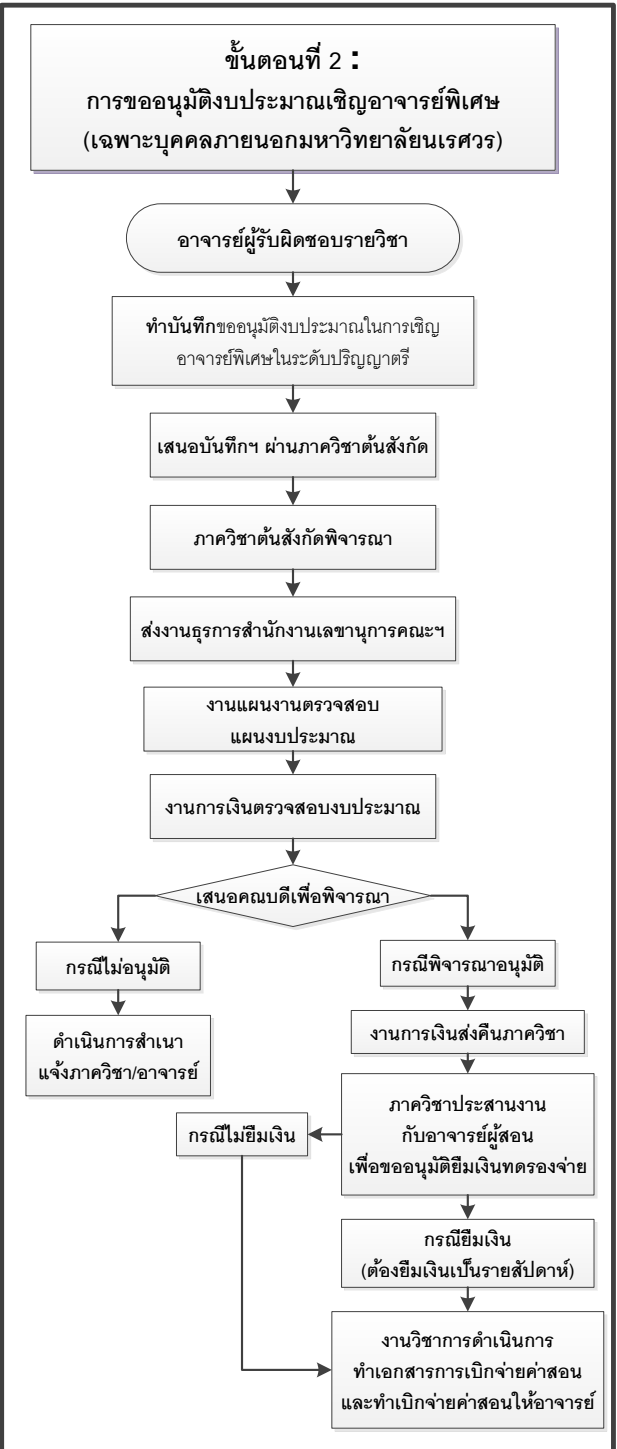 ขั้นตอนที่ 2 :
การขออนุมัติงบประมาณเชิญอาจารย์พิเศษ
(เฉพาะบุคคลภายนอกมหาวิทยาลัยนเรศวร)
อาจารย์ผู้รับผิดชอบรายวิชา
ทำบันทึกขออนุมัติงบประมาณในการเชิญ
อาจารย์พิเศษในระดับปริญญาตรี
เสนอบันทึกฯ ผ่านภาควิชาต้นสังกัด
ภาควิชาต้นสังกัดพิจารณา
ส่งงานธุรการสำนักงานเลขานุการคณะฯ
งานแผนงานตรวจสอบ
แผนงบประมาณ
งานการเงินตรวจสอบงบประมาณ
เสนอคณบดีเพื่อพิจารณา
กรณีไม่อนุมัติ
ดำเนินการสำเนา
แจ้งภาควิชา/อาจารย์
กรณีพิจารณาอนุมัติ
งานการเงินส่งคืนภาควิชา
ภาควิชาประสานงาน
กับอาจารย์ผู้สอน
เพื่อขออนุมัติยืมเงินทดรองจ่าย
กรณีไม่ยืมเงิน
กรณียืมเงิน
(ต้องยืมเงินเป็นรายสัปดาห์)
งานวิชาการดำเนินการ
ทำเอกสารการเบิกจ่ายค่าสอน
และทำเบิกจ่ายค่าสอนให้อาจารย์